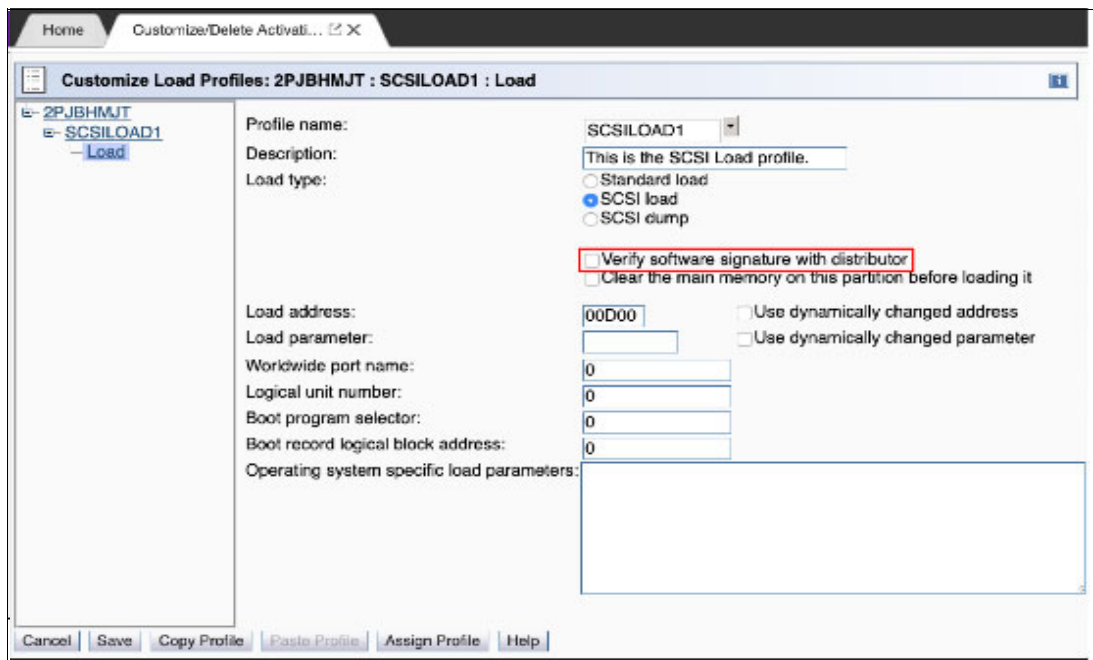 Home
Customize/Delete Activati...
Customize Load Profiles: 2PJBHMJT : SCSILOAD1 : Load
2PJBHMJT
SCSILOAD1
Load
Profile name: SCSILOAD1
Description: This is the SCSI Load profile.
Load type: Standard load
SCSI load
SCSI dump
Verify software signature with distributor
Clear the main memory on this partition before loading it
Load address: 00D00 Use dynamically changed address
Load parameter: Use dynamically changed parameter
Worldwide port name: 0
Logical unit number: 0
Boot program selector: 0
Boot record logical block address: 0
Operating system specific load parameters:
Cancel Save Copy Profile Paste Profile Assign Profile Help